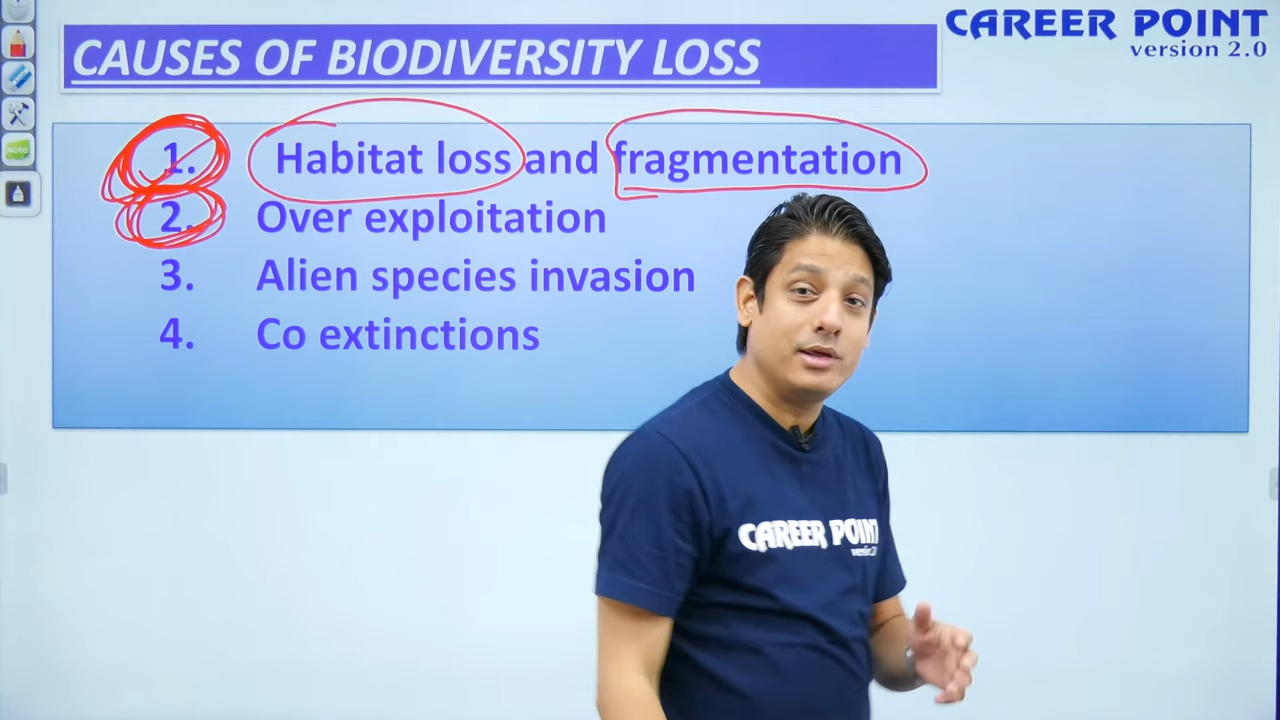 CAREER POINT
version 2.0
CAUSES OF BIODIVERSITY LOSS
1. Habitat loss and fragmentation
2. Over exploitation
3. Alien species invasion
4. Co extinctions
Note
CAREER POINT